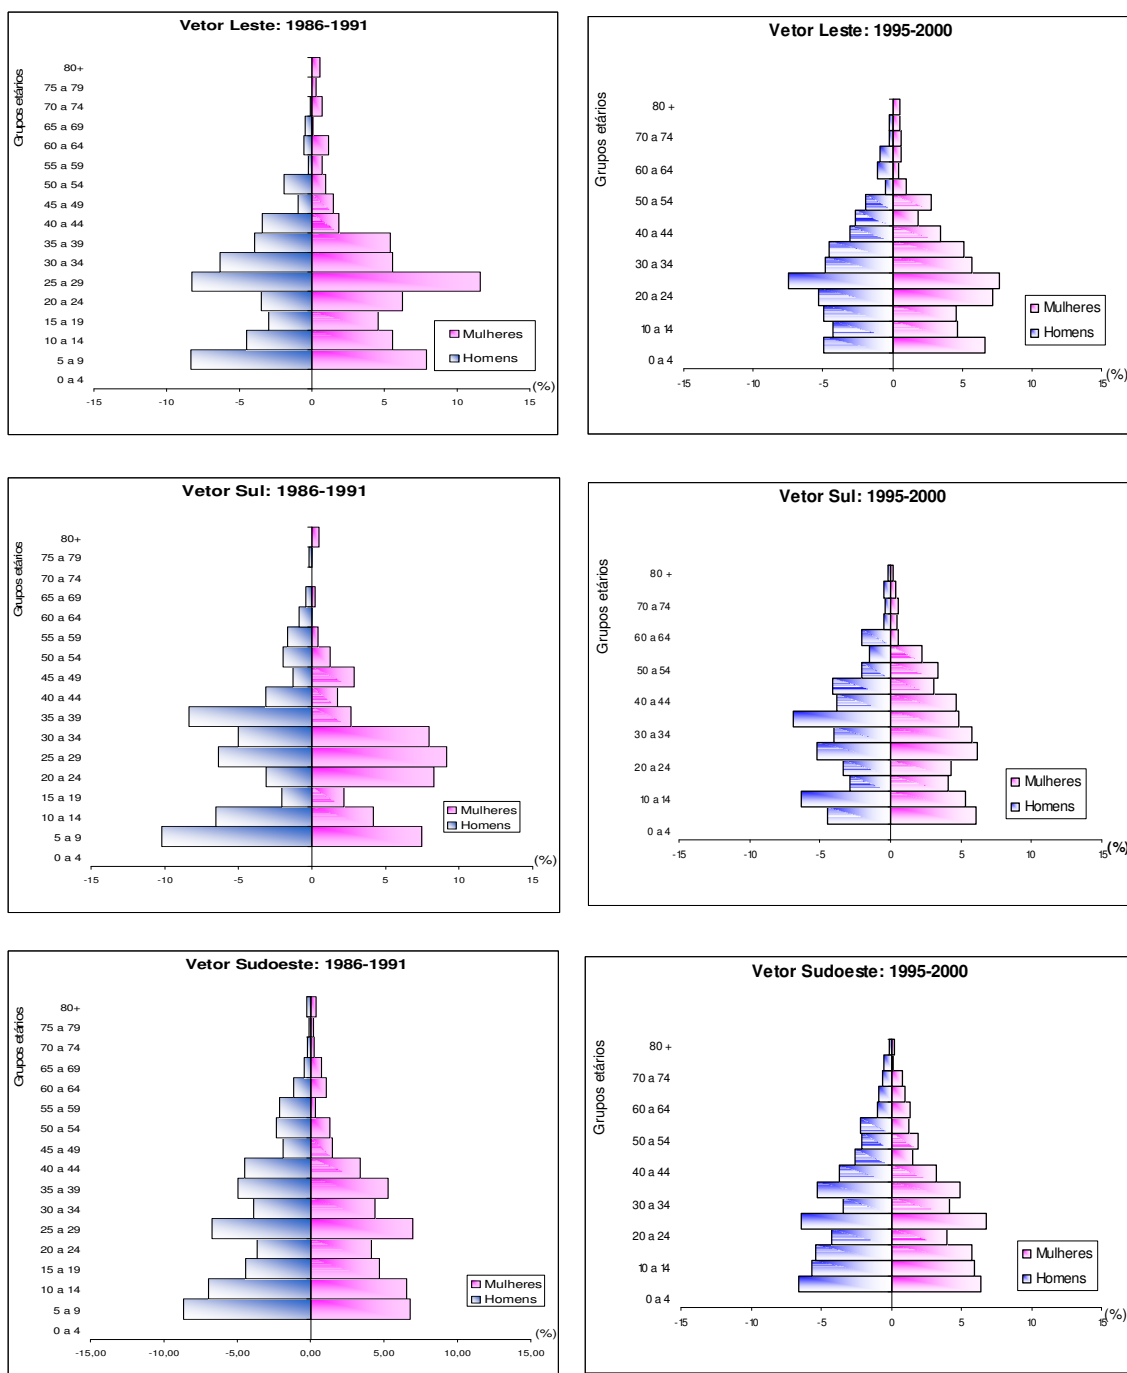 Vetor Leste: 1986-1991
Grupos etários
80+
75 a 79
70 a 74
65 a 69
60 a 64
55 a 59
50 a 54
45 a 49
40 a 44
35 a 39
30 a 34
25 a 29
20 a 24
15 a 19
10 a 14
5 a 9
0 a 4
Mulheres
Homens
(%)
-15 -10 -5 0 5 10 15
Vetor Leste: 1995-2000
Grupos etários
80 +
70 a 74
60 a 64
50 a 54
40 a 44
30 a 34
20 a 24
10 a 14
0 a 4
Mulheres
Homens
(%)
-15 -10 -5 0 5 10 15
Vetor Sul: 1986-1991
Grupos etários
80+
75 a 79
70 a 74
65 a 69
60 a 64
55 a 59
50 a 54
45 a 49
40 a 44
35 a 39
30 a 34
25 a 29
20 a 24
15 a 19
10 a 14
5 a 9
0 a 4
Mulheres
Homens
(%)
-15 -10 -5 0 5 10 15
Vetor Sul: 1995-2000
Grupos etários
80 +
70 a 74
60 a 64
50 a 54
40 a 44
30 a 34
20 a 24
10 a 14
0 a 4
Mulheres
Homens
(%)
-15 -10 -5 0 5 10 15
Vetor Sudoeste: 1986-1991
Grupos etários
80+
75 a 79
70 a 74
65 a 69
60 a 64
55 a 59
50 a 54
45 a 49
40 a 44
35 a 39
30 a 34
25 a 29
20 a 24
15 a 19
10 a 14
5 a 9
0 a 4
Mulheres
Homens
(%)
-15,00 -10,00 -5,00 0,00 5,00 10,00 15,00
Vetor Sudoeste: 1995-2000
Grupos etários
80 +
70 a 74
60 a 64
50 a 54
40 a 44
30 a 34
20 a 24
10 a 14
0 a 4
Mulheres
Homens
(%)
-15 -10 -5 0 5 10 15